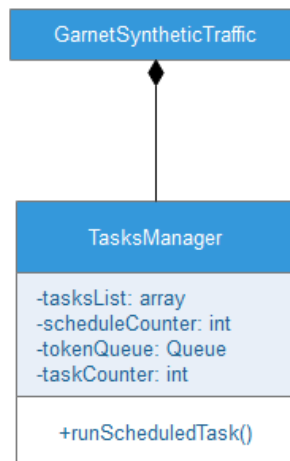 GarnetSyntheticTraffic
TasksManager
-tasksList: array
-scheduleCounter: int
-tokenQueue: Queue
-taskCounter: int
+runScheduledTask()